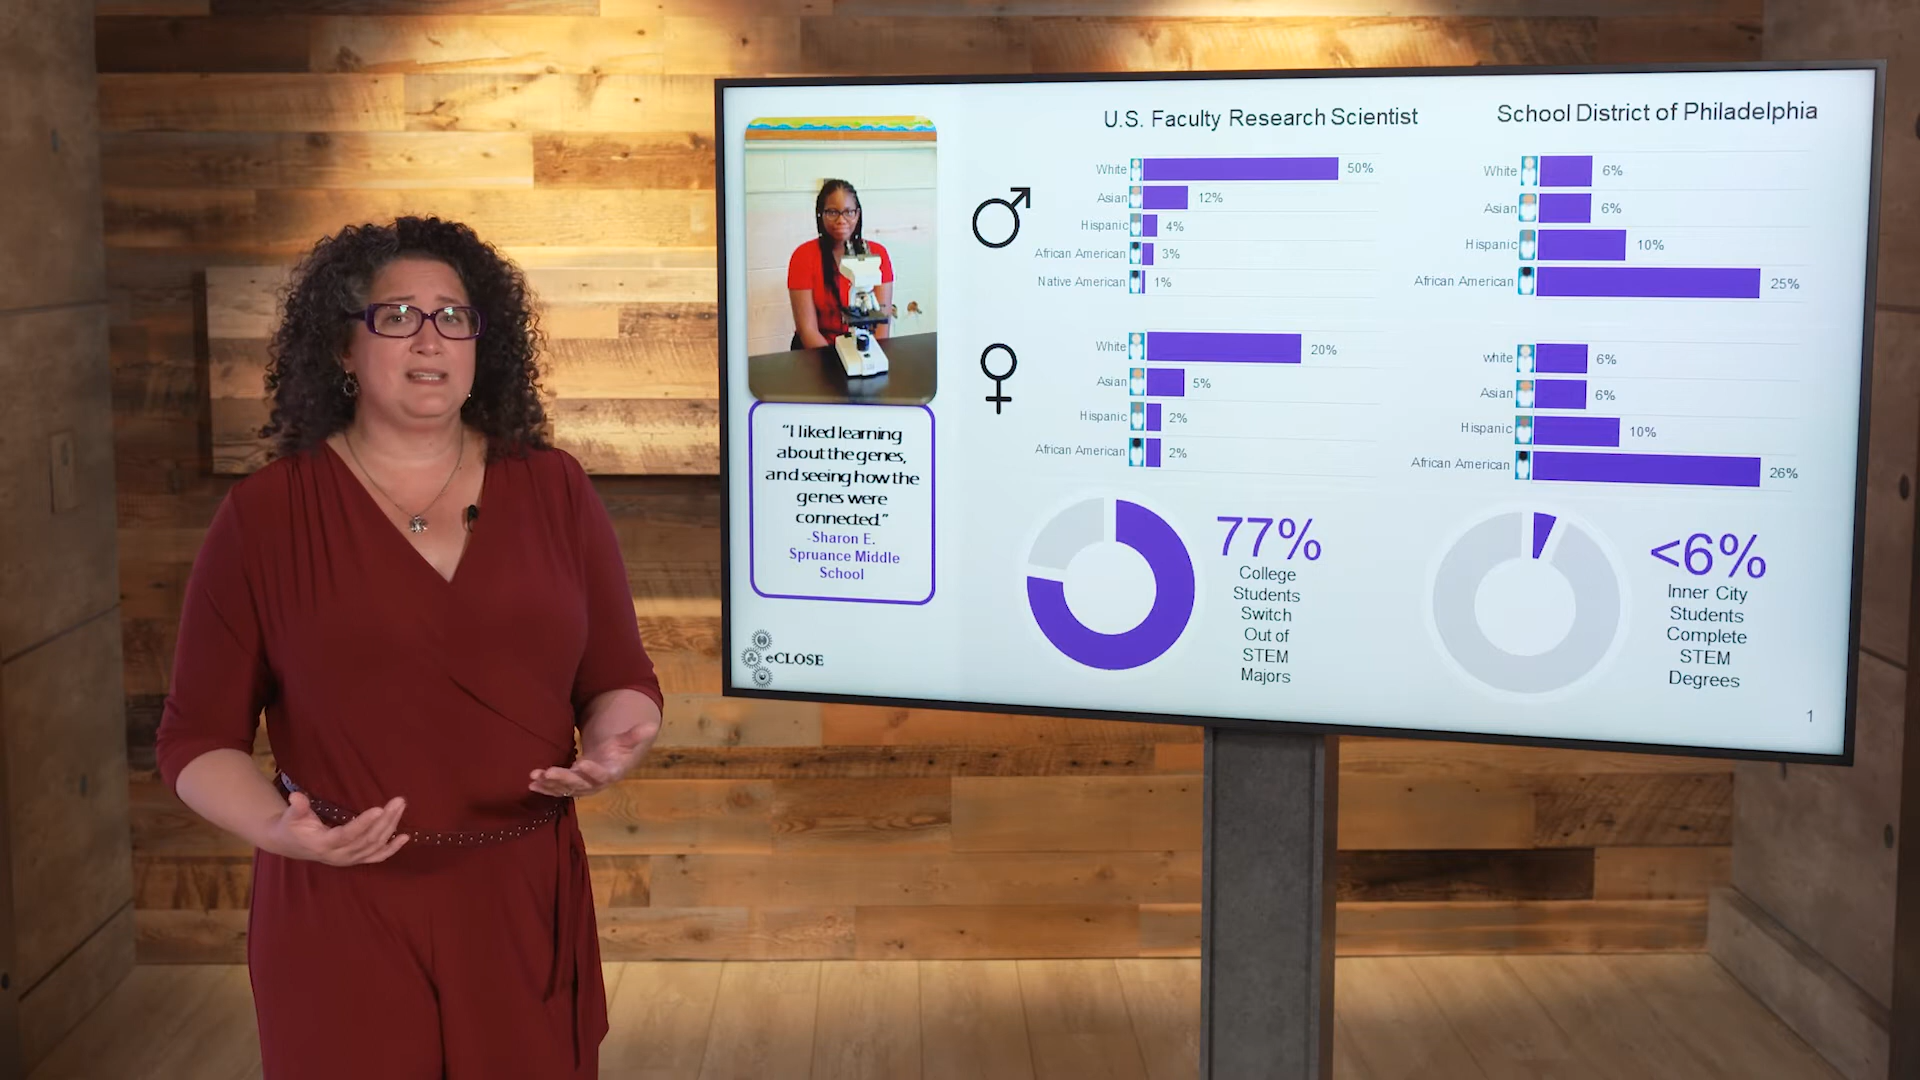 U.S. Faculty Research Scientist
White 50%
Asian 12%
Hispanic 4%
African American 3%
Native American 1%
White 20%
Asian 5%
Hispanic 2%
African American 2%
77%
College
Students
Switch
Out of
STEM
Majors
School District of Philadelphia
White 6%
Asian 6%
Hispanic 10%
African American 25%
white 6%
Asian 6%
Hispanic 10%
African American 26%
<6%
Inner City
Students
Complete
STEM
Degrees
“I liked learning
about the genes,
and seeing how the
genes were
connected.”
-Sharon E.
Spruance Middle
School
eCLOSE
1